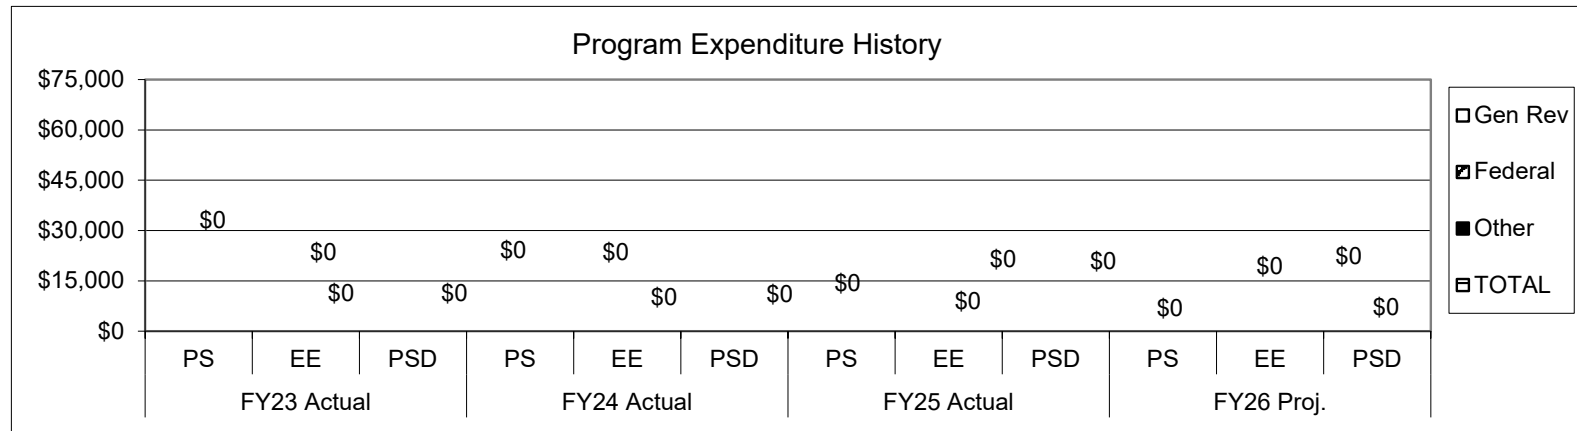 Program Expenditure History
$75,000
$60,000
$45,000
$30,000
$15,000
$0
$0 $0 $0 $0 $0 $0 $0 $0 $0 $0 $0 $0 $0 $0 $0 $0
PS EE PSD PS EE PSD PS EE PSD PS EE PSD
FY23 Actual FY24 Actual FY25 Actual FY26 Proj.
Gen Rev
Federal
Other
TOTAL